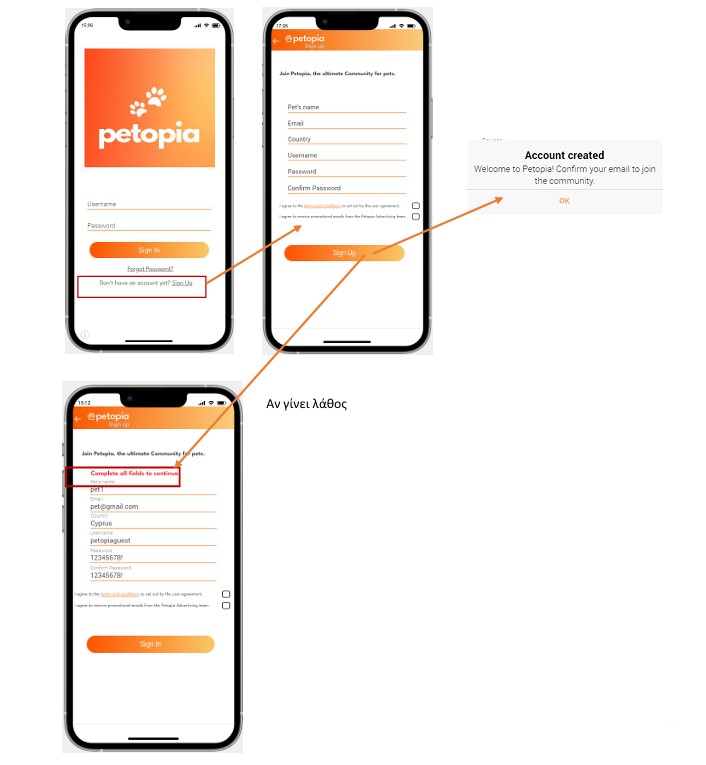 15:06
petopia
Username
Password
Sign In
Forgot Password?
Don't have an account yet? Sign Up
17:26
petopia
Sign up
Join Petopia, the ultimate Community for pets.
Pet's name
Email
Country
Username
Password
Confirm Password
I agree to the terms and conditions as set out by the user agreement.
I agree to receive promotional emails from the Petopia Advertising team.
Sign Up
Country
Account created
Welcome to Petopia! Confirm your email to join
the community.
OK
Αν γίνει λάθος
15:12
petopia
Sign up
Join Petopia, the ultimate Community for pets.
Complete all fields to continue
Pet's name
pet1
Email
pet@gmail.com
Country
Cyprus
Username
petopiaguest
Password
12345678!
Confirm Password
12345678!
I agree to the terms and conditions as set out by the user agreement.
I agree to receive promotional emails from the Petopia Advertising team.
Sign In